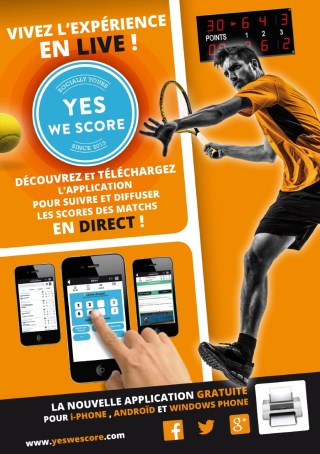 VIVEZ L'EXPÉRIENCE
EN LIVE !
30 6 4 3
POINTS
6 2
SOCIALLY YOURS
YES
WE SCORE
SINCE 2013
DÉCOUVREZ ET TÉLÉCHARGEZ
L'APPLICATION
POUR SUIVRE ET DIFFUSER
LES SCORES DES MATCHS
EN DIRECT !
LA NOUVELLE APPLICATION GRATUITE
POUR i-PHONE , ANDROÏD ET WINDOWS PHONE
www.yeswescore.com
f
g+